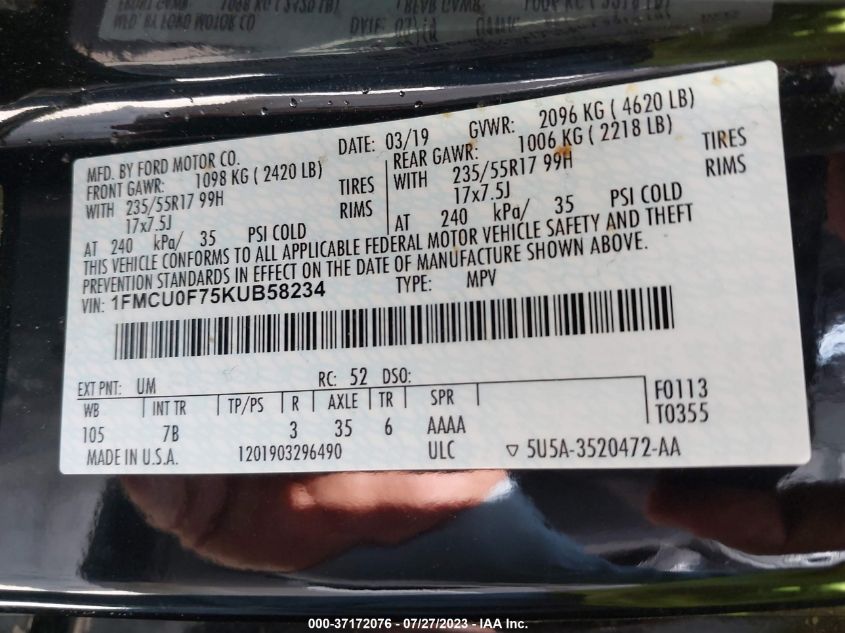 MFD. BY FORD MOTOR CO.
DATE: 03/19 GVWR: 2096 KG ( 4620 LB)
FRONT GAWR: 1098 KG ( 2420 LB)
REAR GAWR: 1006 KG ( 2218 LB)
WITH 235/55R17 99H TIRES
WITH 235/55R17 99H TIRES
17x7.5J RIMS
17x7.5J RIMS
AT 240 kPa/ 35 PSI COLD
AT 240 kPa/ 35 PSI COLD
THIS VEHICLE CONFORMS TO ALL APPLICABLE FEDERAL MOTOR VEHICLE SAFETY AND THEFT
PREVENTION STANDARDS IN EFFECT ON THE DATE OF MANUFACTURE SHOWN ABOVE.
VIN: 1FMCU0F75KUB58234 TYPE: MPV
EXT PNT: UM RC: 52 DSO:
WB INT TR TP/PS R AXLE TR SPR F0113
105 7B 3 35 6 AAAA T0355
MADE IN U.S.A. 1201903296490 ULC ▽ 5U5A-3520472-AA
000-37172076 - 07/27/2023 - IAA Inc.